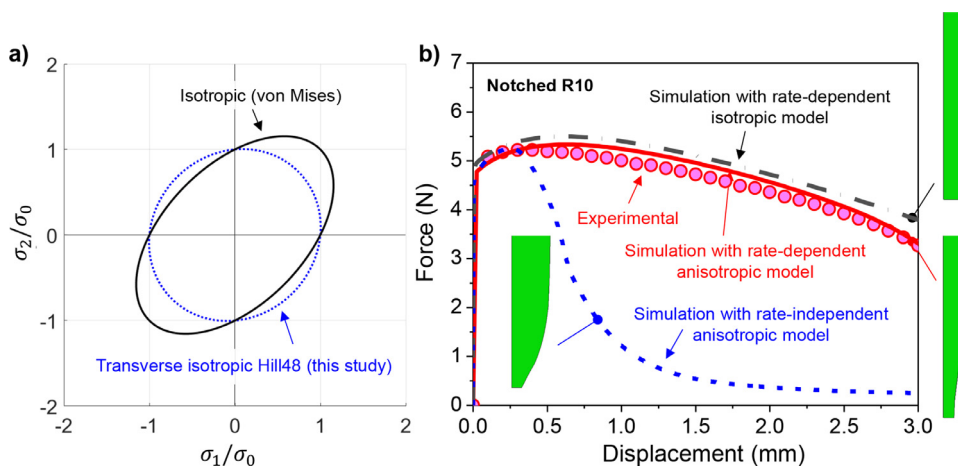 a)
2
1
0
-1
-2
-2
-1
0
1
2
σ₂/σ₀
σ₁/σ₀
Isotropic (von Mises)
Transverse isotropic Hill48 (this study)
b)
7
6
5
4
3
2
1
0
0
0.5
1.0
1.5
2.0
2.5
3.0
Force (N)
Displacement (mm)
Notched R10
Simulation with rate-dependent
isotropic model
Experimental
Simulation with rate-dependent
anisotropic model
Simulation with rate-independent
anisotropic model